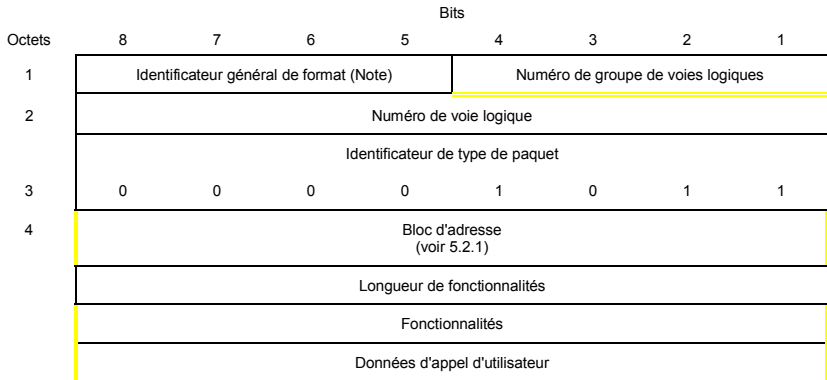 Bits
Octets 8 7 6 5 4 3 2 1
1 Identificateur général de format (Note) Numéro de groupe de voies logiques
2 Numéro de voie logique
Identificateur de type de paquet
3 0 0 0 0 1 0 1 1
4 Bloc d'adresse
(voir 5.2.1)
Longueur de fonctionnalités
Fonctionnalités
Données d'appel d'utilisateur